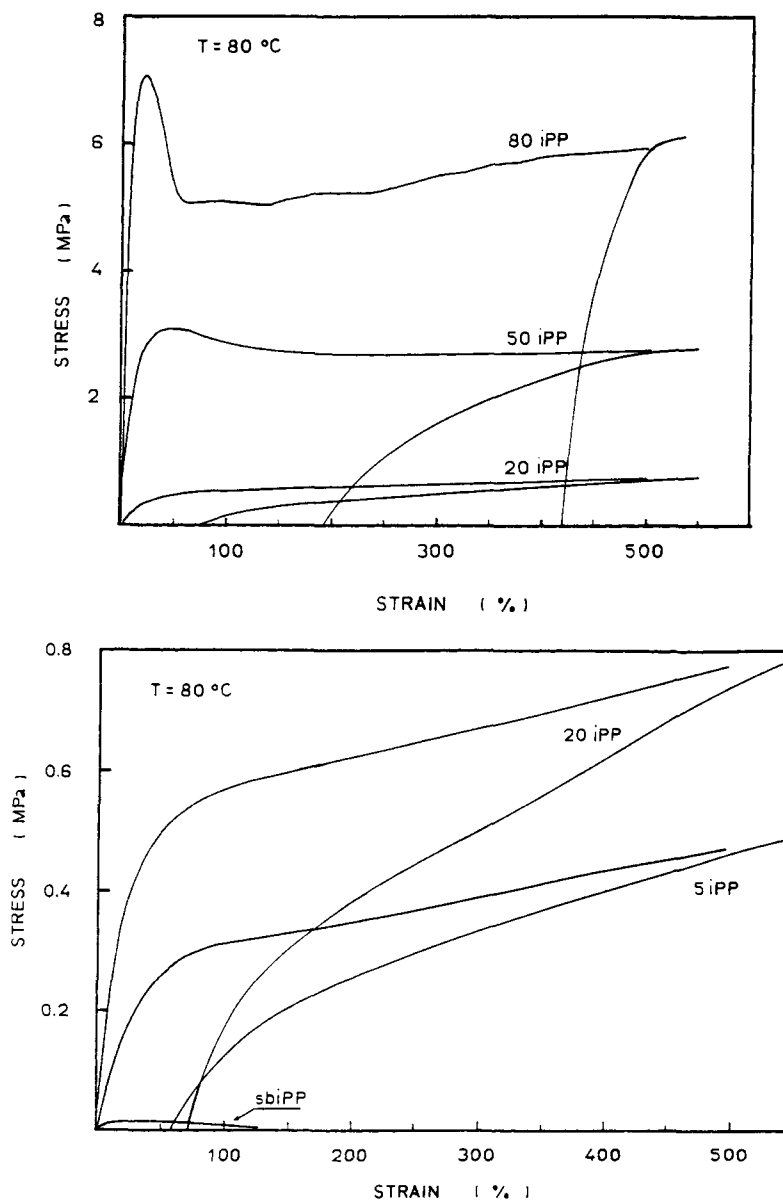 8
T = 80 °C
80 iPP
6
4
50 iPP
2
20 iPP
100
300
500
STRESS ( MPa )
STRAIN ( % )
0.8
T = 80 °C
20 iPP
0.6
0.4
5 iPP
0.2
sbiPP
100
200
300
400
500
STRESS ( MPa )
STRAIN ( % )